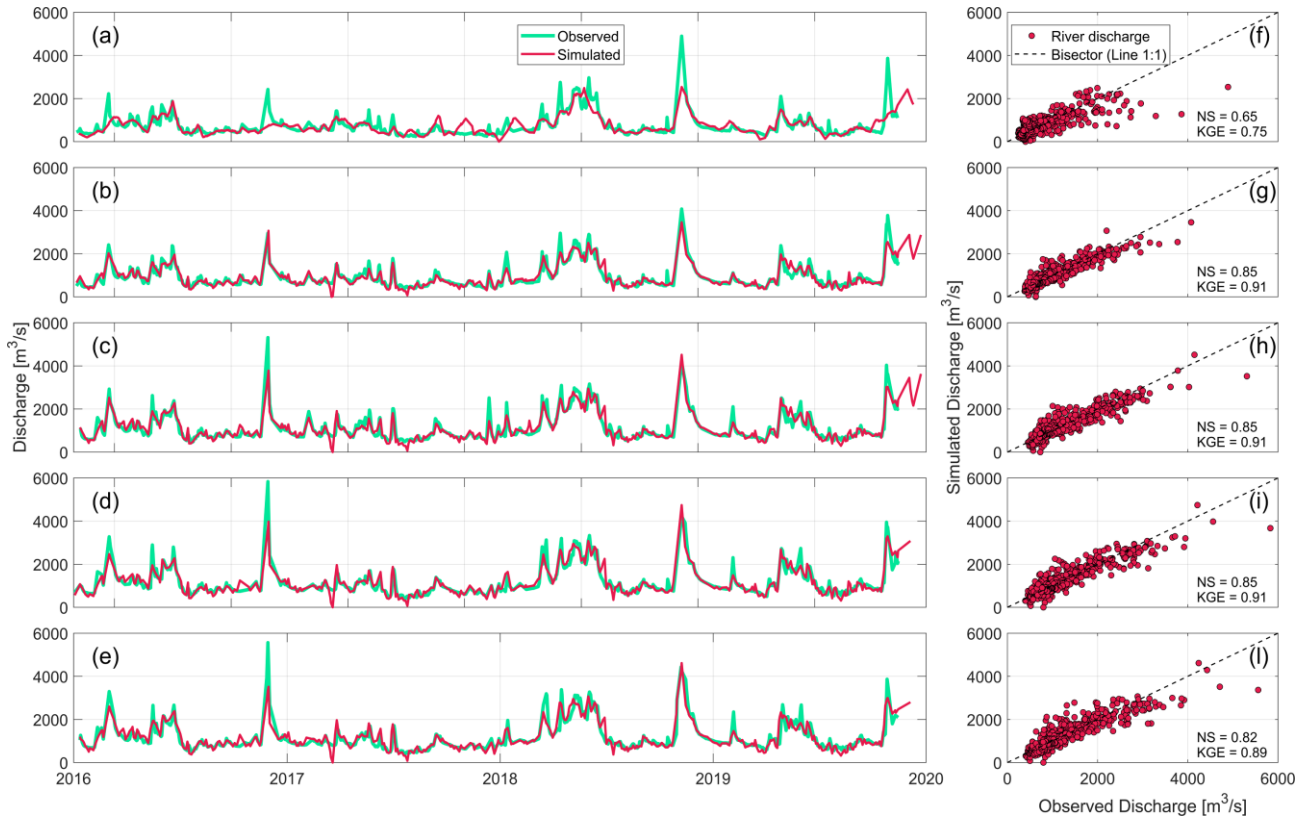 6000
4000
2000
0
(a)
Observed
Simulated
6000
4000
2000
0
(f)
River discharge
Bisector (Line 1:1)
NS = 0.65
KGE = 0.75
6000
4000
2000
0
(b)
6000
4000
2000
0
(g)
NS = 0.85
KGE = 0.91
Discharge [m³/s]
Simulated Discharge [m³/s]
6000
4000
2000
0
(c)
6000
4000
2000
0
(h)
NS = 0.85
KGE = 0.91
6000
4000
2000
0
(d)
6000
4000
2000
0
(i)
NS = 0.85
KGE = 0.91
6000
4000
2000
0
(e)
6000
4000
2000
0
(l)
NS = 0.82
KGE = 0.89
2016
2017
2018
2019
2020
0
2000
4000
6000
Observed Discharge [m³/s]